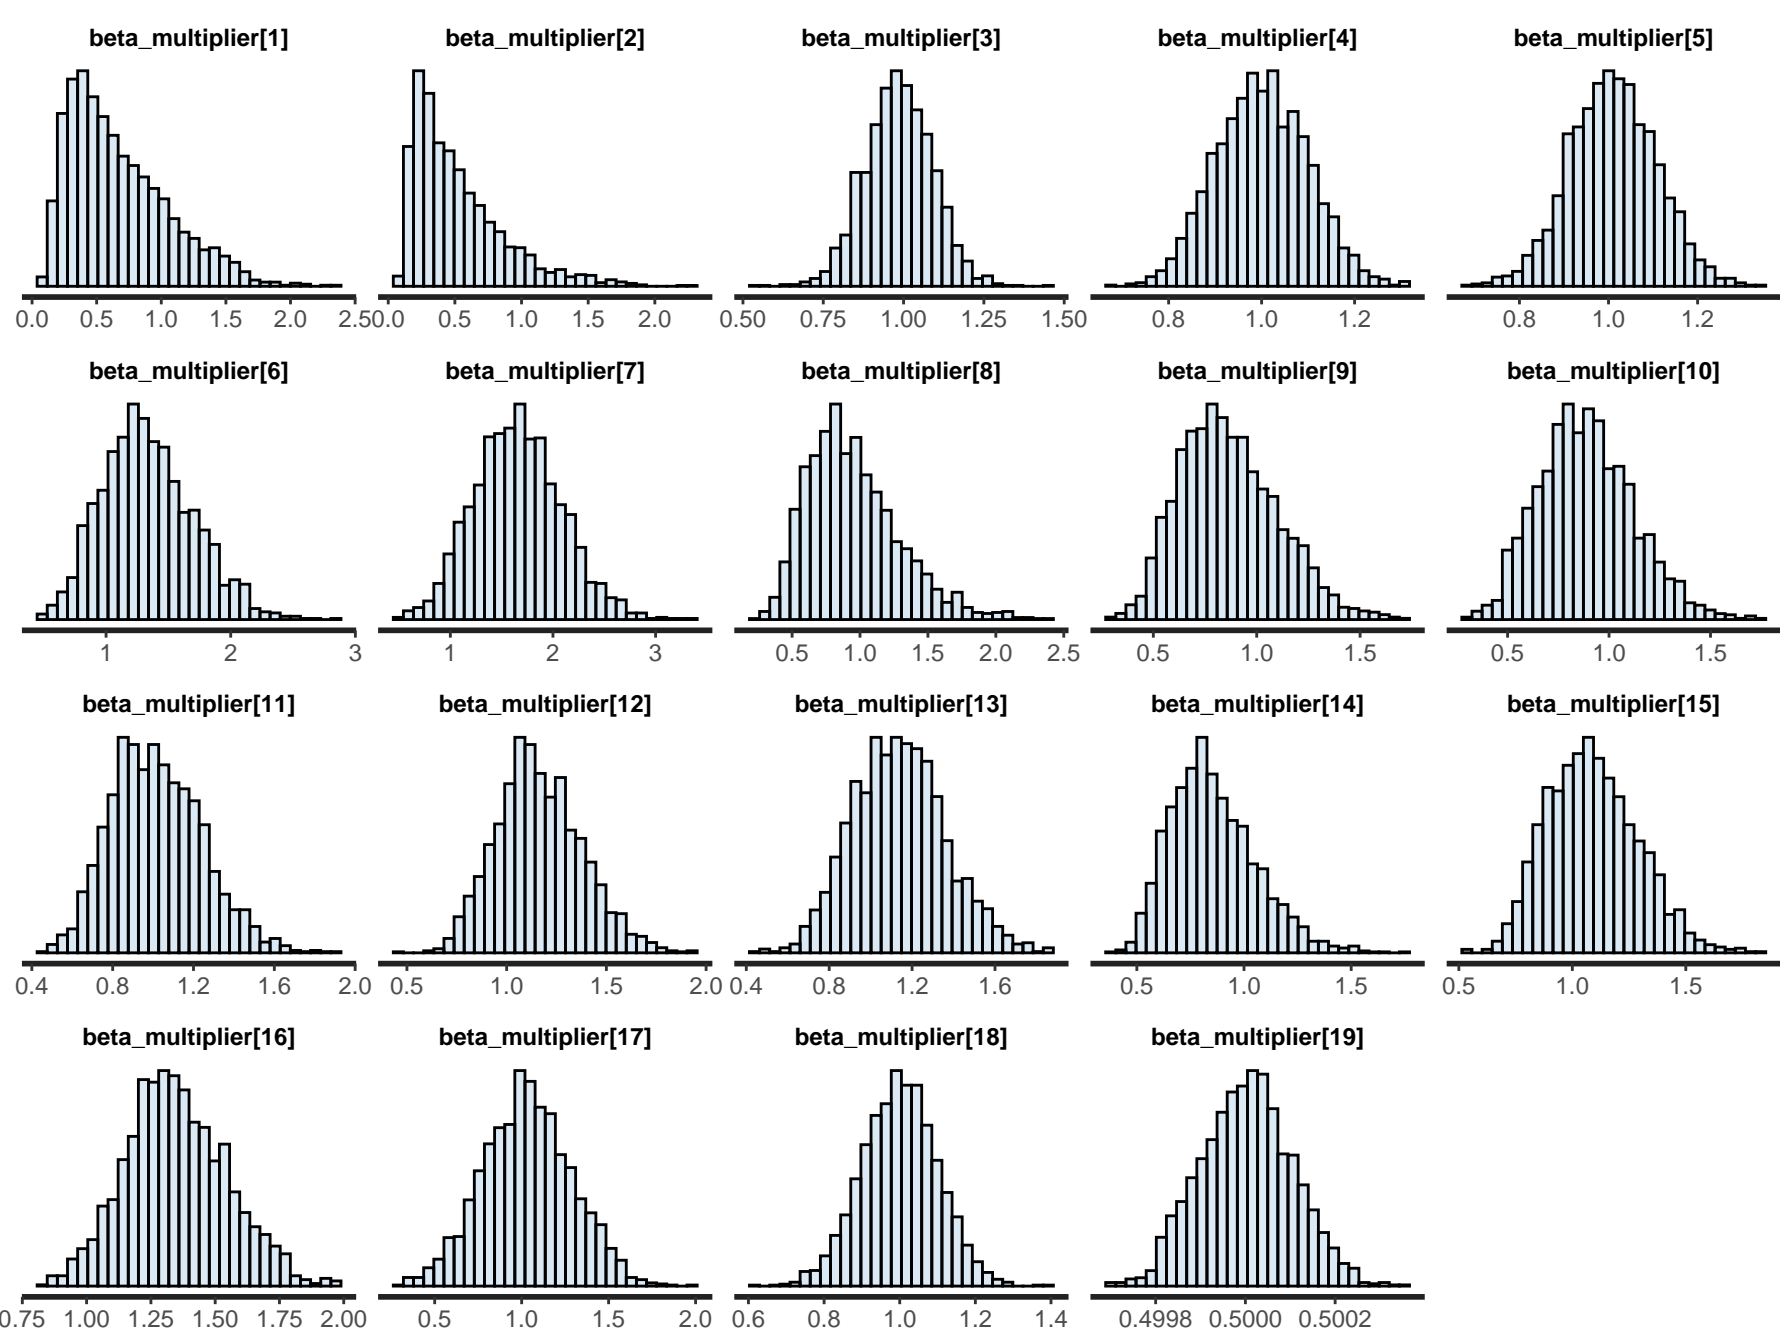 beta_multiplier[1] beta_multiplier[2] beta_multiplier[3] beta_multiplier[4] beta_multiplier[5]
0.0 0.5 1.0 1.5 2.0 2.5 0.0 0.5 1.0 1.5 2.0 0.50 0.75 1.00 1.25 1.50 0.8 1.0 1.2 0.8 1.0 1.2
beta_multiplier[6] beta_multiplier[7] beta_multiplier[8] beta_multiplier[9] beta_multiplier[10]
1 2 3 1 2 3 0.5 1.0 1.5 2.0 2.5 0.5 1.0 1.5 0.5 1.0 1.5
beta_multiplier[11] beta_multiplier[12] beta_multiplier[13] beta_multiplier[14] beta_multiplier[15]
0.4 0.8 1.2 1.6 2.0 0.5 1.0 1.5 2.0 0.4 0.8 1.2 1.6 0.5 1.0 1.5 0.5 1.0 1.5
beta_multiplier[16] beta_multiplier[17] beta_multiplier[18] beta_multiplier[19]
0.75 1.00 1.25 1.50 1.75 2.00 0.5 1.0 1.5 2.0 0.6 0.8 1.0 1.2 1.4 0.4998 0.5000 0.5002